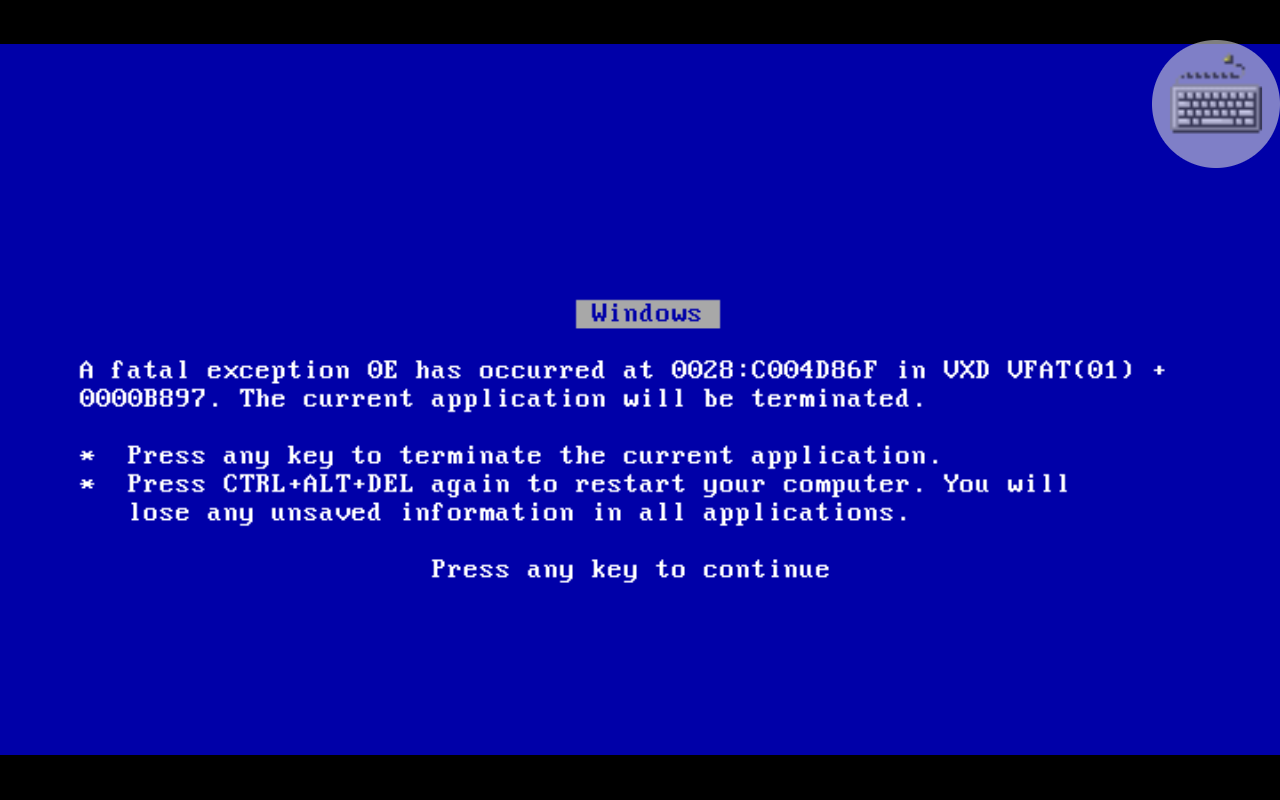 Windows
A fatal exception 0E has occurred at 0028:C004D86F in VXD VFAT(01) +
0000B897. The current application will be terminated.
* Press any key to terminate the current application.
* Press CTRL+ALT+DEL again to restart your computer. You will
lose any unsaved information in all applications.
Press any key to continue